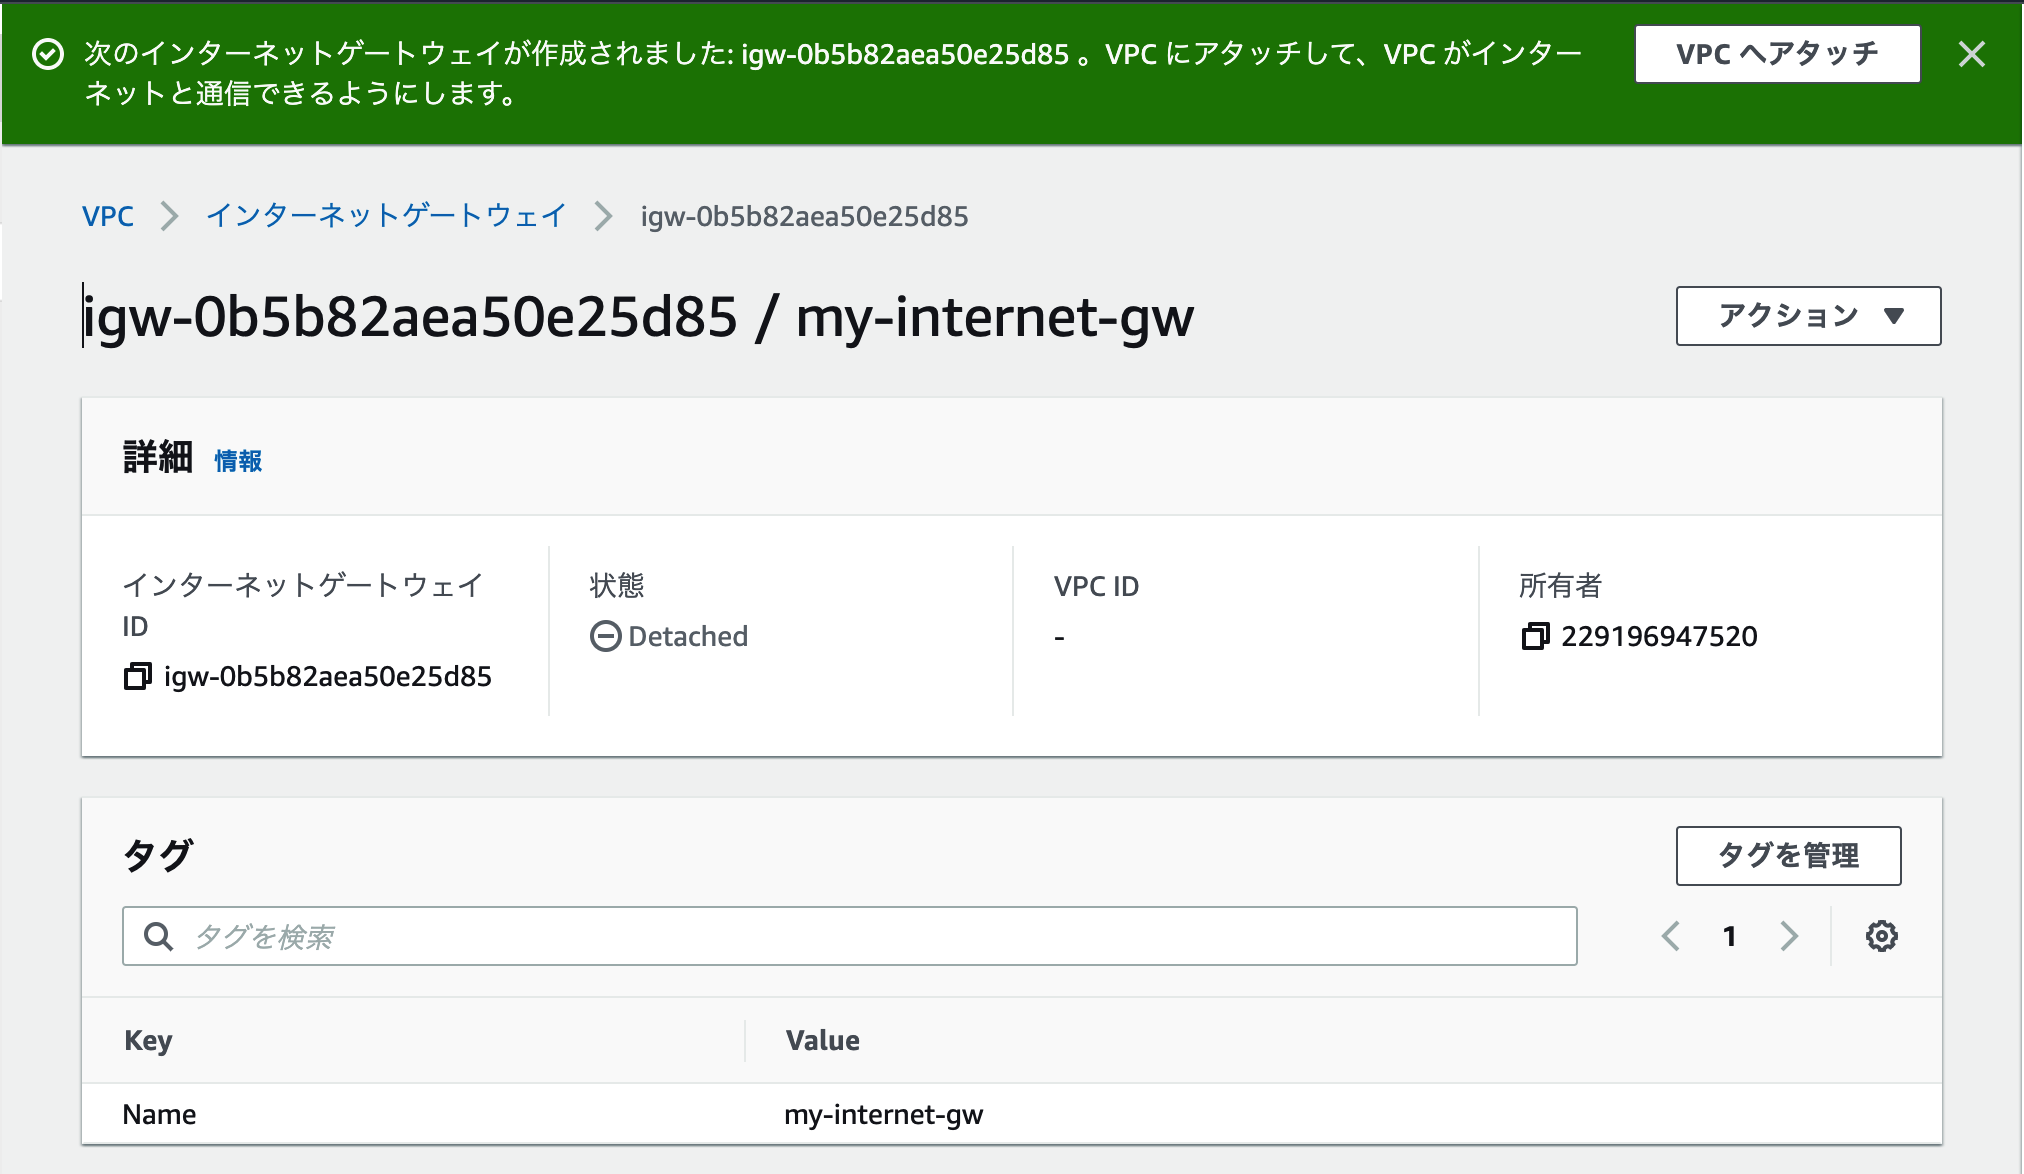 次のインターネットゲートウェイが作成されました: igw-0b5b82aea50e25d85 。VPC にアタッチして、VPC がインター
ネットと通信できるようにします。
VPC へアタッチ
VPC
インターネットゲートウェイ
igw-0b5b82aea50e25d85
igw-0b5b82aea50e25d85 / my-internet-gw
アクション
詳細 情報
インターネットゲートウェイ
ID
igw-0b5b82aea50e25d85
状態
Detached
VPC ID
-
所有者
229196947520
タグ
タグを管理
タグを検索
1
Key
Value
Name
my-internet-gw